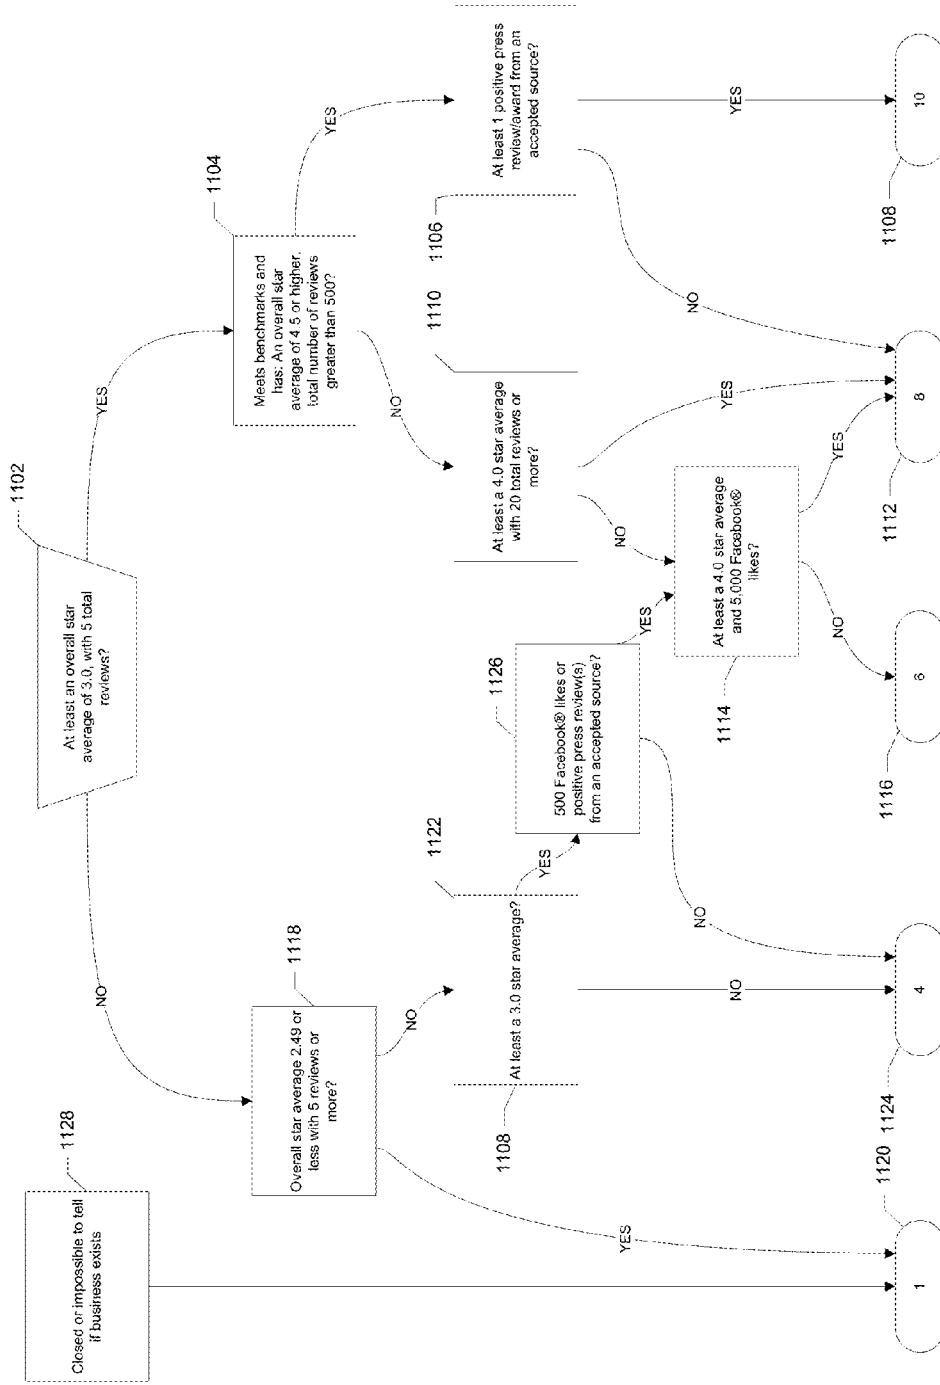 1128
Closed or impossible to tell
if business exists
1102
At least an overall star
average of 3.0, with 5 total
reviews?
NO
YES
1118
Overall star average 2.49 or
less with 5 reviews or
more?
1104
Meets benchmarks and
has: An overall star
average of 4.5 or higher,
total number of reviews
greater than 500?
NO
YES
NO
YES
1108
At least a 3.0 star average?
1122
1110
At least a 4.0 star average
with 20 total reviews or
more?
1106
At least 1 positive press
review/award from an
accepted source?
YES
1126
500 Facebook® likes or
positive press review(s)
from an accepted source?
NO
YES
YES
NO
YES
1114
At least a 4.0 star average
and 5,000 Facebook®
likes?
YES
NO
NO
NO
YES
NO
YES
1120
1
1124
4
1116
6
1112
8
1108
10